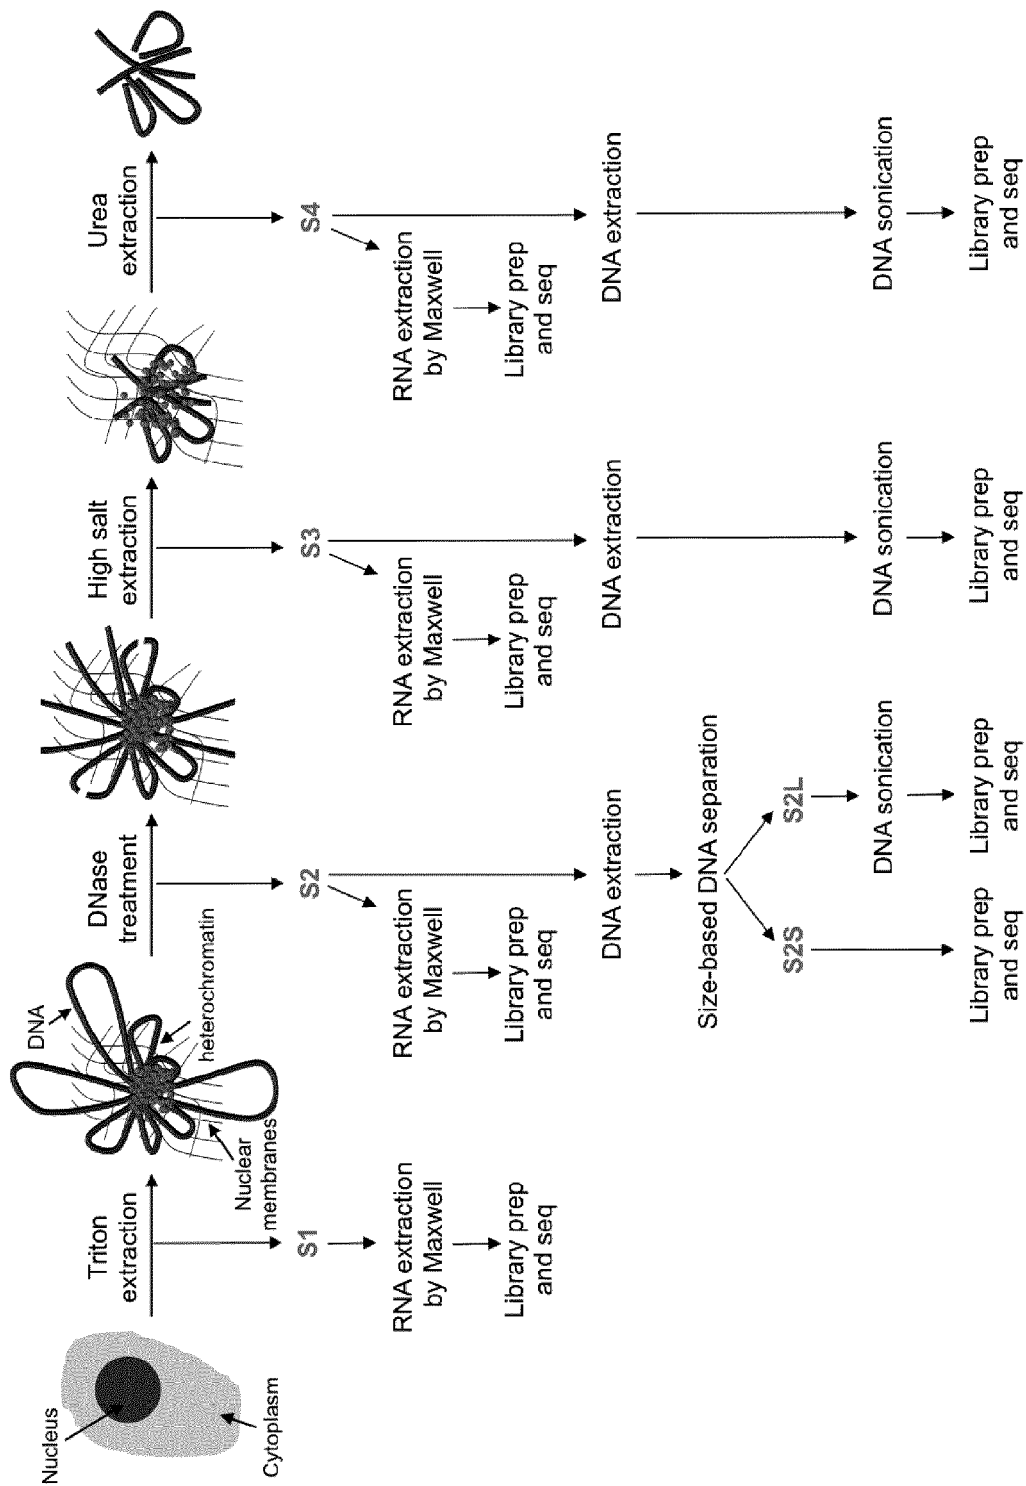 Nucleus
Cytoplasm
Triton
extraction
DNA
heterochromatin
Nuclear
membranes
DNase
treatment
High salt
extraction
Urea
extraction
S1
S2
S3
S4
RNA extraction
by Maxwell
Library prep
and seq
RNA extraction
by Maxwell
Library prep
and seq
RNA extraction
by Maxwell
Library prep
and seq
RNA extraction
by Maxwell
Library prep
and seq
DNA extraction
DNA extraction
DNA extraction
Size-based DNA separation
S2S
S2L
DNA sonication
DNA sonication
DNA sonication
Library prep
and seq
Library prep
and seq
Library prep
and seq
Library prep
and seq